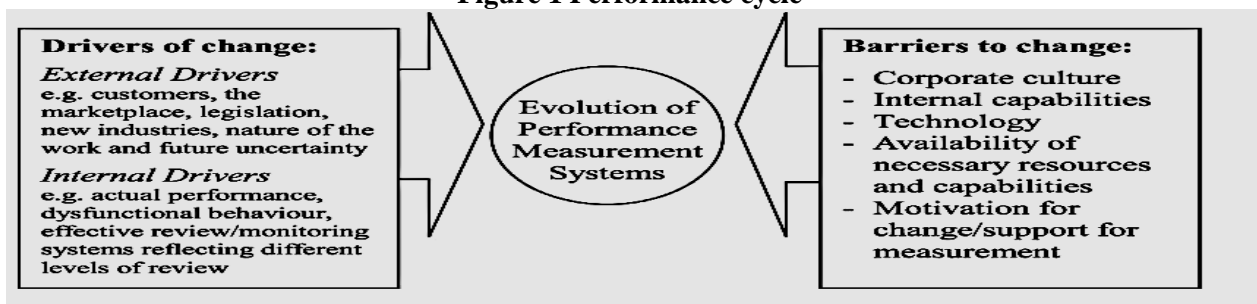 Figure 1 Performance cycle
Drivers of change:
External Drivers
e.g. customers, the
marketplace, legislation,
new industries, nature of the
work and future uncertainty
Internal Drivers
e.g. actual performance,
dysfunctional behaviour,
effective review/monitoring
systems reflecting different
levels of review
Evolution of
Performance
Measurement
Systems
Barriers to change:
- Corporate culture
- Internal capabilities
- Technology
- Availability of
necessary resources
and capabilities
- Motivation for
change/support for
measurement